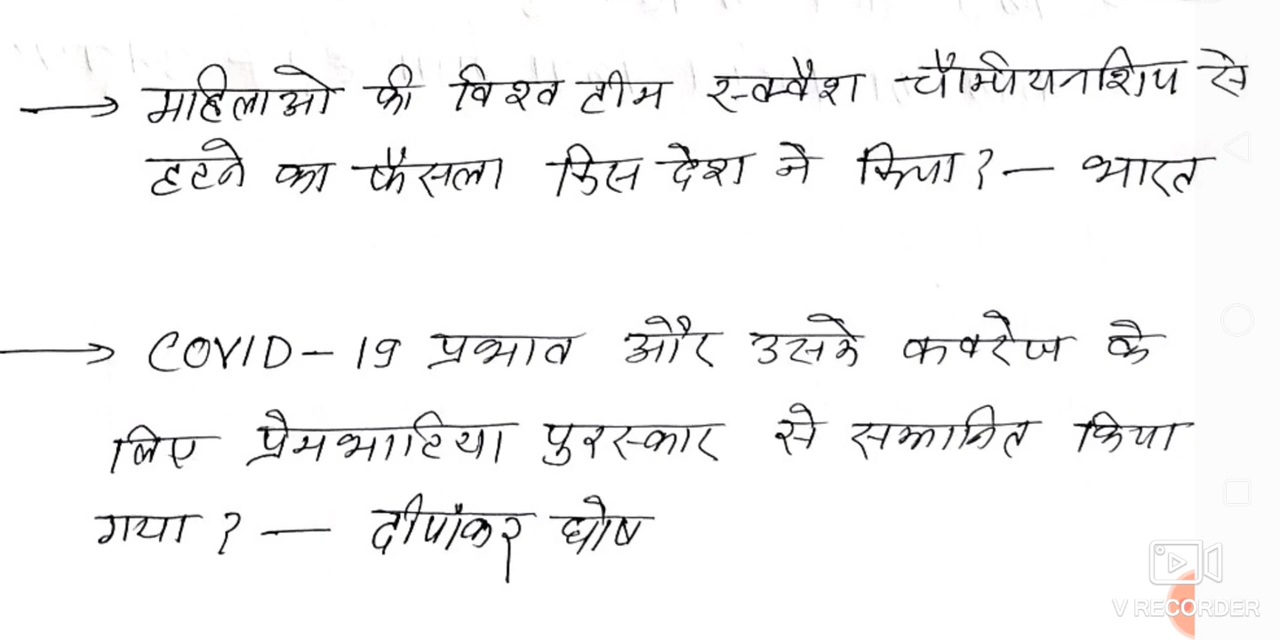 → महिलाओ की विश्व टीम स्क्वैश चैम्पियनशिप से
हटने का फैसला किस देश ने किया? — भारत
→ COVID-19 प्रभाव और उसके कवरेज के
लिए प्रेमभाटिया पुरस्कार से सम्मानित किया
गया? — दीपांकर घोष
V RECORDER